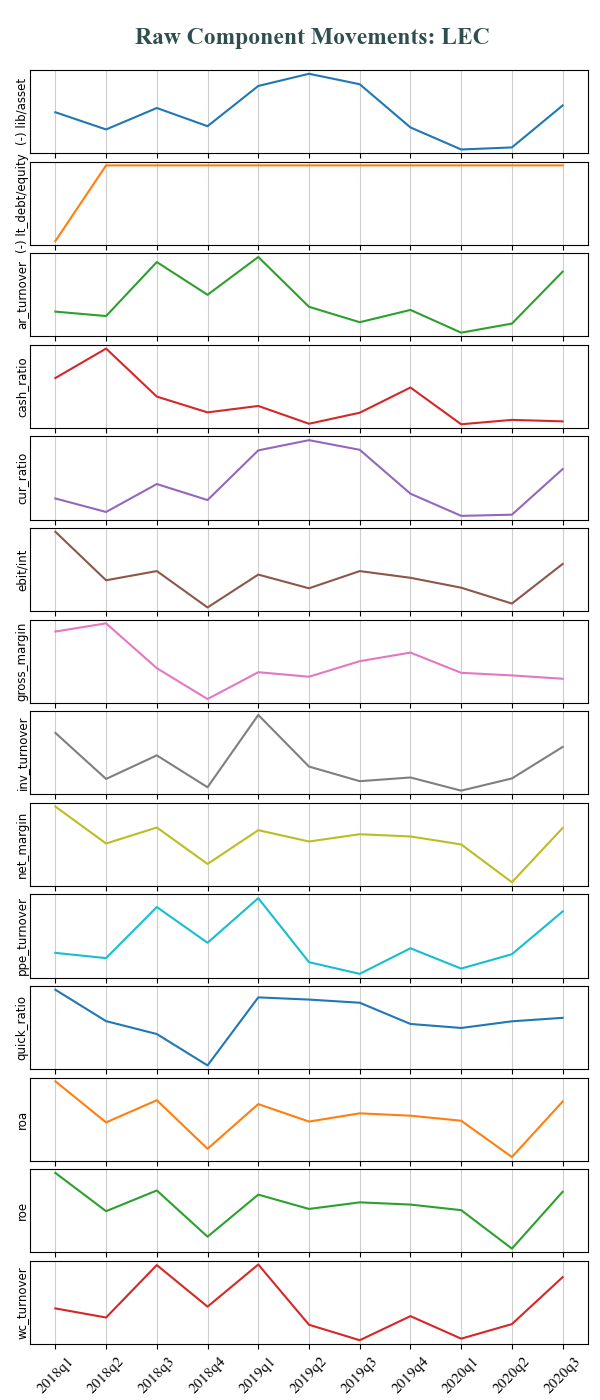 Raw Component Movements: LEC
(-) lib/asset
(-) lt_debt/equity
ar_turnover
cash_ratio
cur_ratio
ebit/int
gross_margin
inv_turnover
net_margin
ppe_turnover
quick_ratio
roa
roe
wc_turnover
2018q1 2018q2 2018q3 2018q4 2019q1 2019q2 2019q3 2019q4 2020q1 2020q2 2020q3